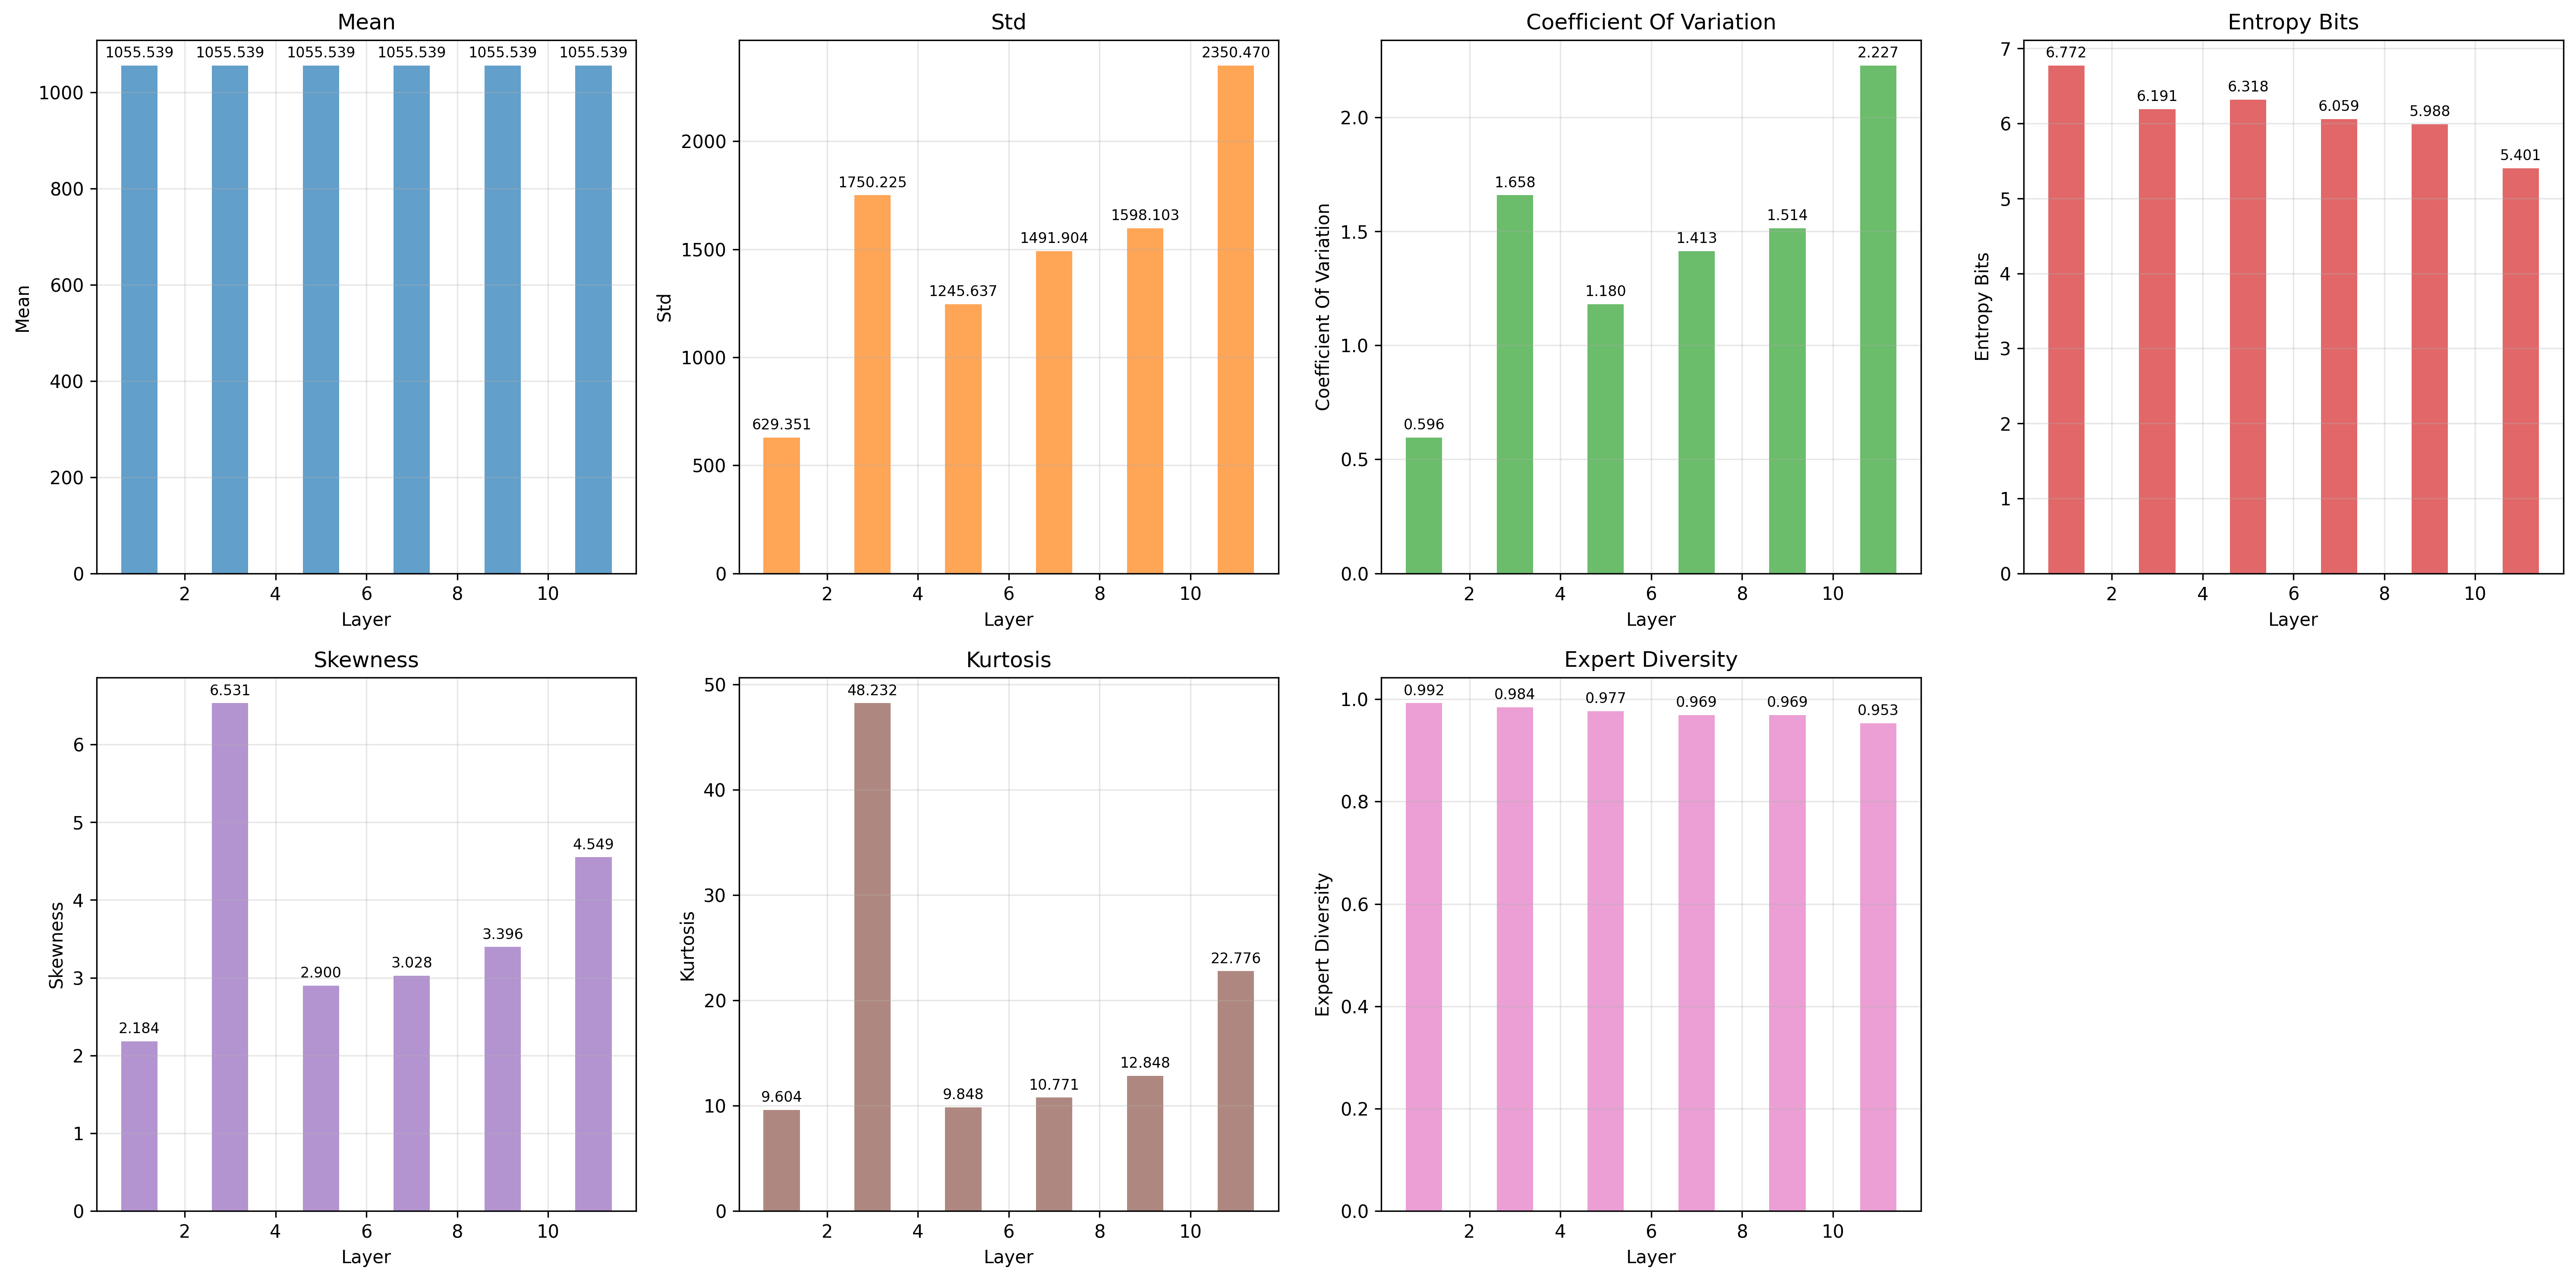 Mean
1055.539 1055.539 1055.539 1055.539 1055.539 1055.539
1000
800
600
400
200
0
Mean
2 4 6 8 10
Layer
Std
2350.470
1750.225
1598.103
1491.904
1245.637
629.351
2000
1500
1000
500
0
Std
2 4 6 8 10
Layer
Coefficient Of Variation
2.227
1.658
1.514
1.413
1.180
0.596
2.0
1.5
1.0
0.5
0.0
Coefficient Of Variation
2 4 6 8 10
Layer
Entropy Bits
6.772
6.191
6.318
6.059
5.988
5.401
7
6
5
4
3
2
1
0
Entropy Bits
2 4 6 8 10
Layer
Skewness
6.531
4.549
3.396
3.028
2.900
2.184
6
5
4
3
2
1
0
Skewness
2 4 6 8 10
Layer
Kurtosis
48.232
22.776
12.848
10.771
9.848
9.604
50
40
30
20
10
0
Kurtosis
2 4 6 8 10
Layer
Expert Diversity
0.992 0.984 0.977 0.969 0.969 0.953
1.0
0.8
0.6
0.4
0.2
0.0
Expert Diversity
2 4 6 8 10
Layer